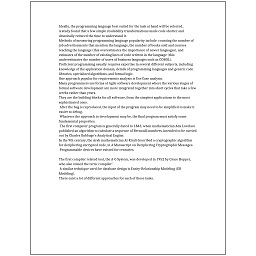 Ideally, the programming language best suited for the task at hand will be selected.
A study found that a few simple readability transformations made code shorter and
drastically reduced the time to understand it.
Methods of measuring programming language popularity include: counting the number of
job advertisements that mention the language, the number of books sold and courses
teaching the language (this overestimates the importance of newer languages), and
estimates of the number of existing lines of code written in the language (this
underestimates the number of users of business languages such as COBOL).
Proficient programming usually requires expertise in several different subjects, including
knowledge of the application domain, details of programming languages and generic code
libraries, specialized algorithms, and formal logic.
One approach popular for requirements analysis is Use Case analysis.
Many programmers use forms of Agile software development where the various stages of
formal software development are more integrated together into short cycles that take a few
weeks rather than years.
They are the building blocks for all software, from the simplest applications to the most
sophisticated ones.
After the bug is reproduced, the input of the program may need to be simplified to make it
easier to debug.
Whatever the approach to development may be, the final program must satisfy some
fundamental properties.
The first computer program is generally dated to 1843, when mathematician Ada Lovelace
published an algorithm to calculate a sequence of Bernoulli numbers, intended to be carried
out by Charles Babbage's Analytical Engine.
In the 9th century, the Arab mathematician Al-Kindi described a cryptographic algorithm
for deciphering encrypted code, in A Manuscript on Deciphering Cryptographic Messages.
Programmable devices have existed for centuries.
The first compiler related tool, the A-0 System, was developed in 1952 by Grace Hopper,
who also coined the term 'compiler'.
A similar technique used for database design is Entity-Relationship Modeling (ER
Modeling).
There exist a lot of different approaches for each of those tasks.